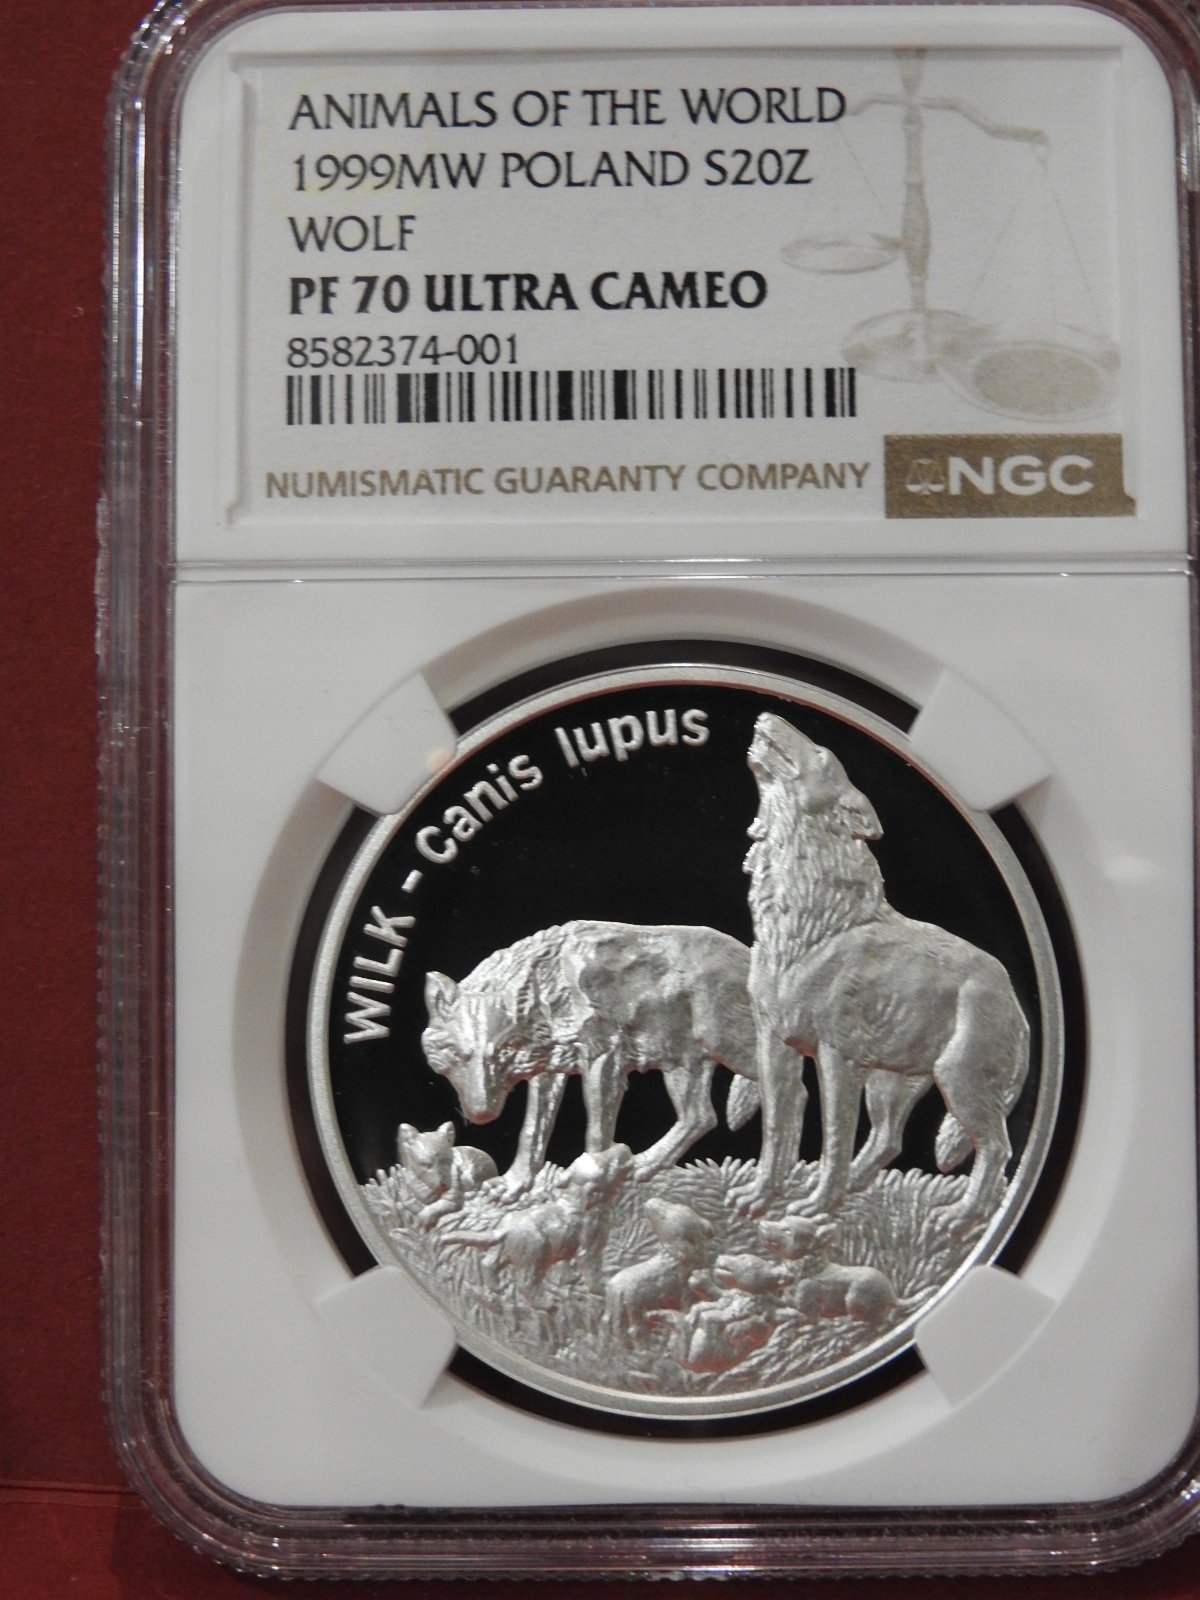 ANIMALS OF THE WORLD
1999MW POLAND S20Z
WOLF
PF 70 ULTRA CAMEO
8582374-001
NUMISMATIC GUARANTY COMPANY
NGC
WILK - canis lupus